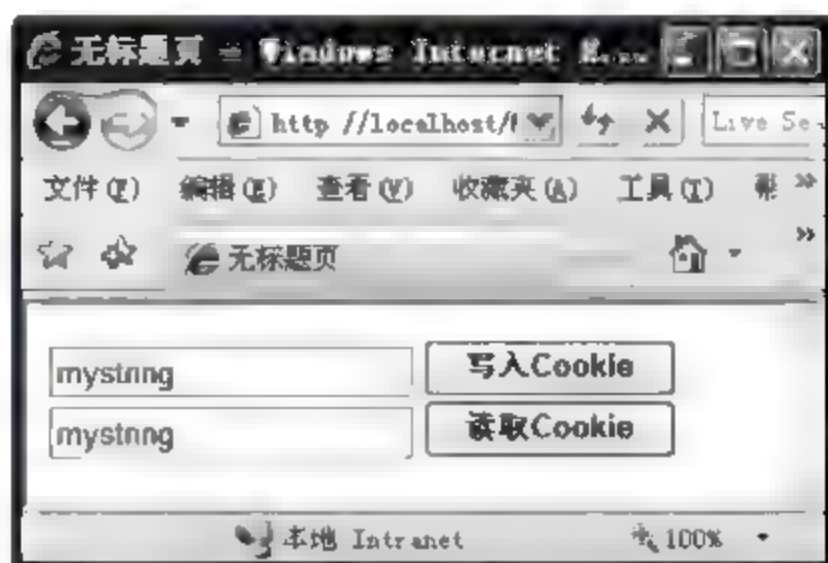 无标题页 - Windows Internet E...
http //localhost/
Live Se
文件(F) 编辑(E) 查看(V) 收藏夹(A) 工具(T) 帮 »
无标题页 »
mystring 写入Cookie
mystring 读取Cookie
本地 Intranet 100%